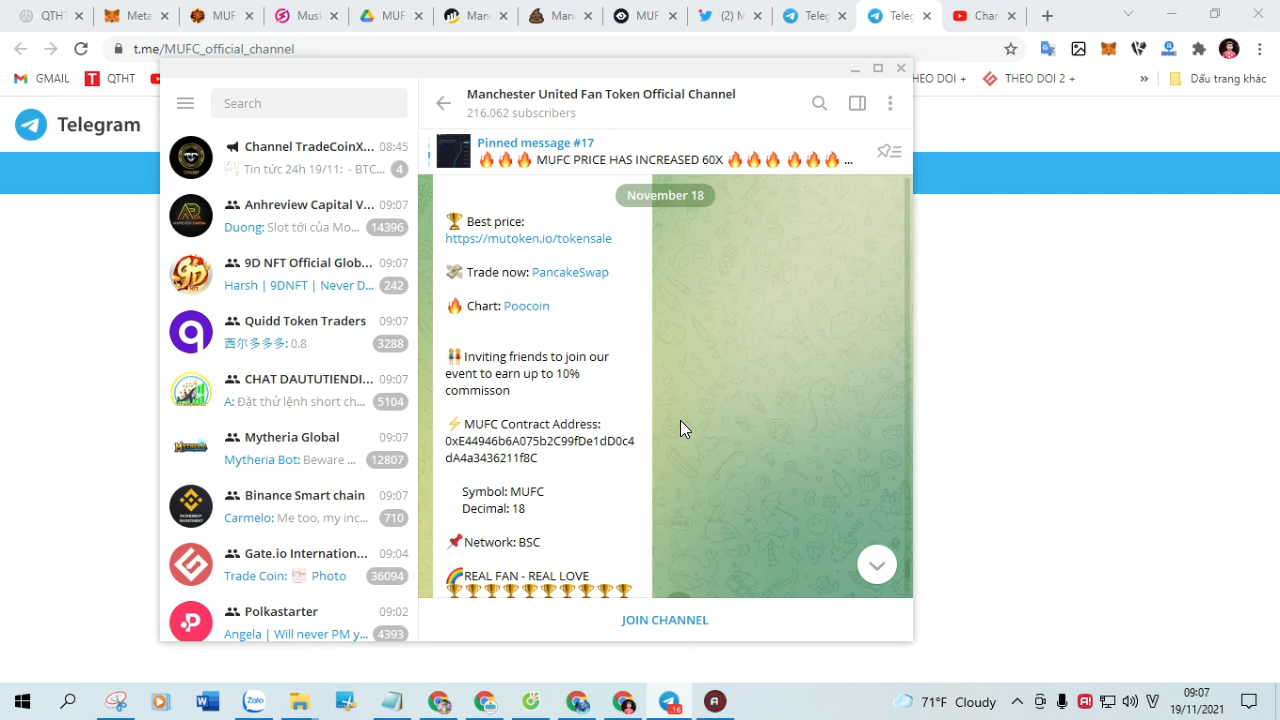 QTHT
Meta
MUF
Must
MUF
Man
Man
MUF
(2) M
Teleg
Teleg
Char
t.me/MUFC_official_channel
GMAIL
QTHT
HEO DOI +
THEO DOI 2 +
Dấu trang khác
Telegram
Search
Channel TradeCoinX... 08:45
Tin tức 24h 19/11: - BTC... 4
Anhreview Capital V... 09:07
Duong: Slot tới của Mo... 14396
9D NFT Official Glob... 09:07
Harsh | 9DNFT | Never D... 242
Quidd Token Traders 09:07
西尔多多多: 0.8 3288
CHAT DAUTUTIENDI... 09:07
A: Đặt thử lệnh short ch... 5104
Mytheria Global 09:07
Mytheria Bot: Beware ... 12807
Binance Smart chain 09:07
Carmelo: Me too, my inc... 710
Gate.io Internation... 09:04
Trade Coin: Photo 36094
Polkastarter 09:02
Angela | Will never PM y... 4393
Manchester United Fan Token Official Channel
216.062 subscribers
Pinned message #17
🔥🔥🔥 MUFC PRICE HAS INCREASED 60X 🔥🔥🔥 🔥🔥🔥 ...
November 18
🏆 Best price:
https://mutoken.io/tokensale
💸 Trade now: PancakeSwap
🔥 Chart: Poocoin
👭Inviting friends to join our
event to earn up to 10%
commisson
⚡MUFC Contract Address:
0xE44946b6A075b2C99fDe1dD0c4
dA4a3436211f8C
Symbol: MUFC
Decimal: 18
📌Network: BSC
🌈REAL FAN - REAL LOVE
🏆🏆🏆🏆🏆🏆🏆🏆🏆🏆
JOIN CHANNEL
Zalo
16
71°F Cloudy
09:07
19/11/2021